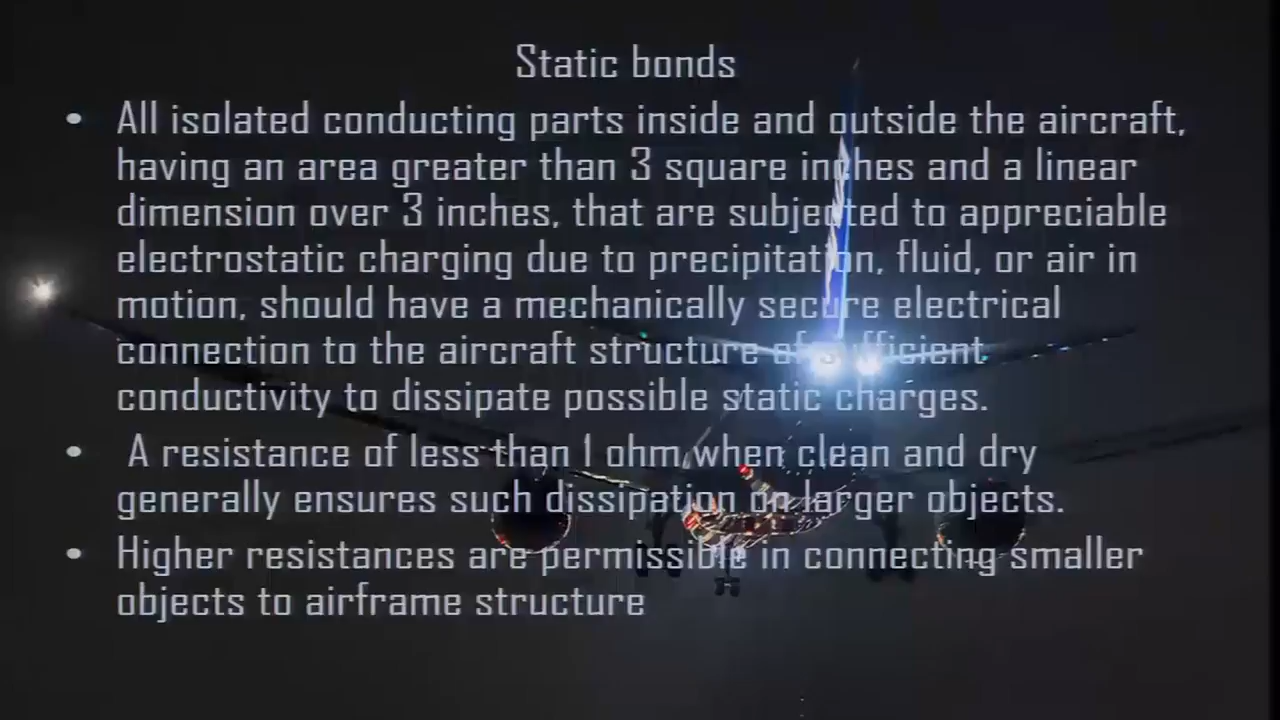 Static bonds
• All isolated conducting parts inside and outside the aircraft,
having an area greater than 3 square inches and a linear
dimension over 3 inches, that are subjected to appreciable
electrostatic charging due to precipitation, fluid, or air in
motion, should have a mechanically secure electrical
connection to the aircraft structure of sufficient
conductivity to dissipate possible static charges.
• A resistance of less than 1 ohm when clean and dry
generally ensures such dissipation on larger objects.
• Higher resistances are permissible in connecting smaller
objects to airframe structure